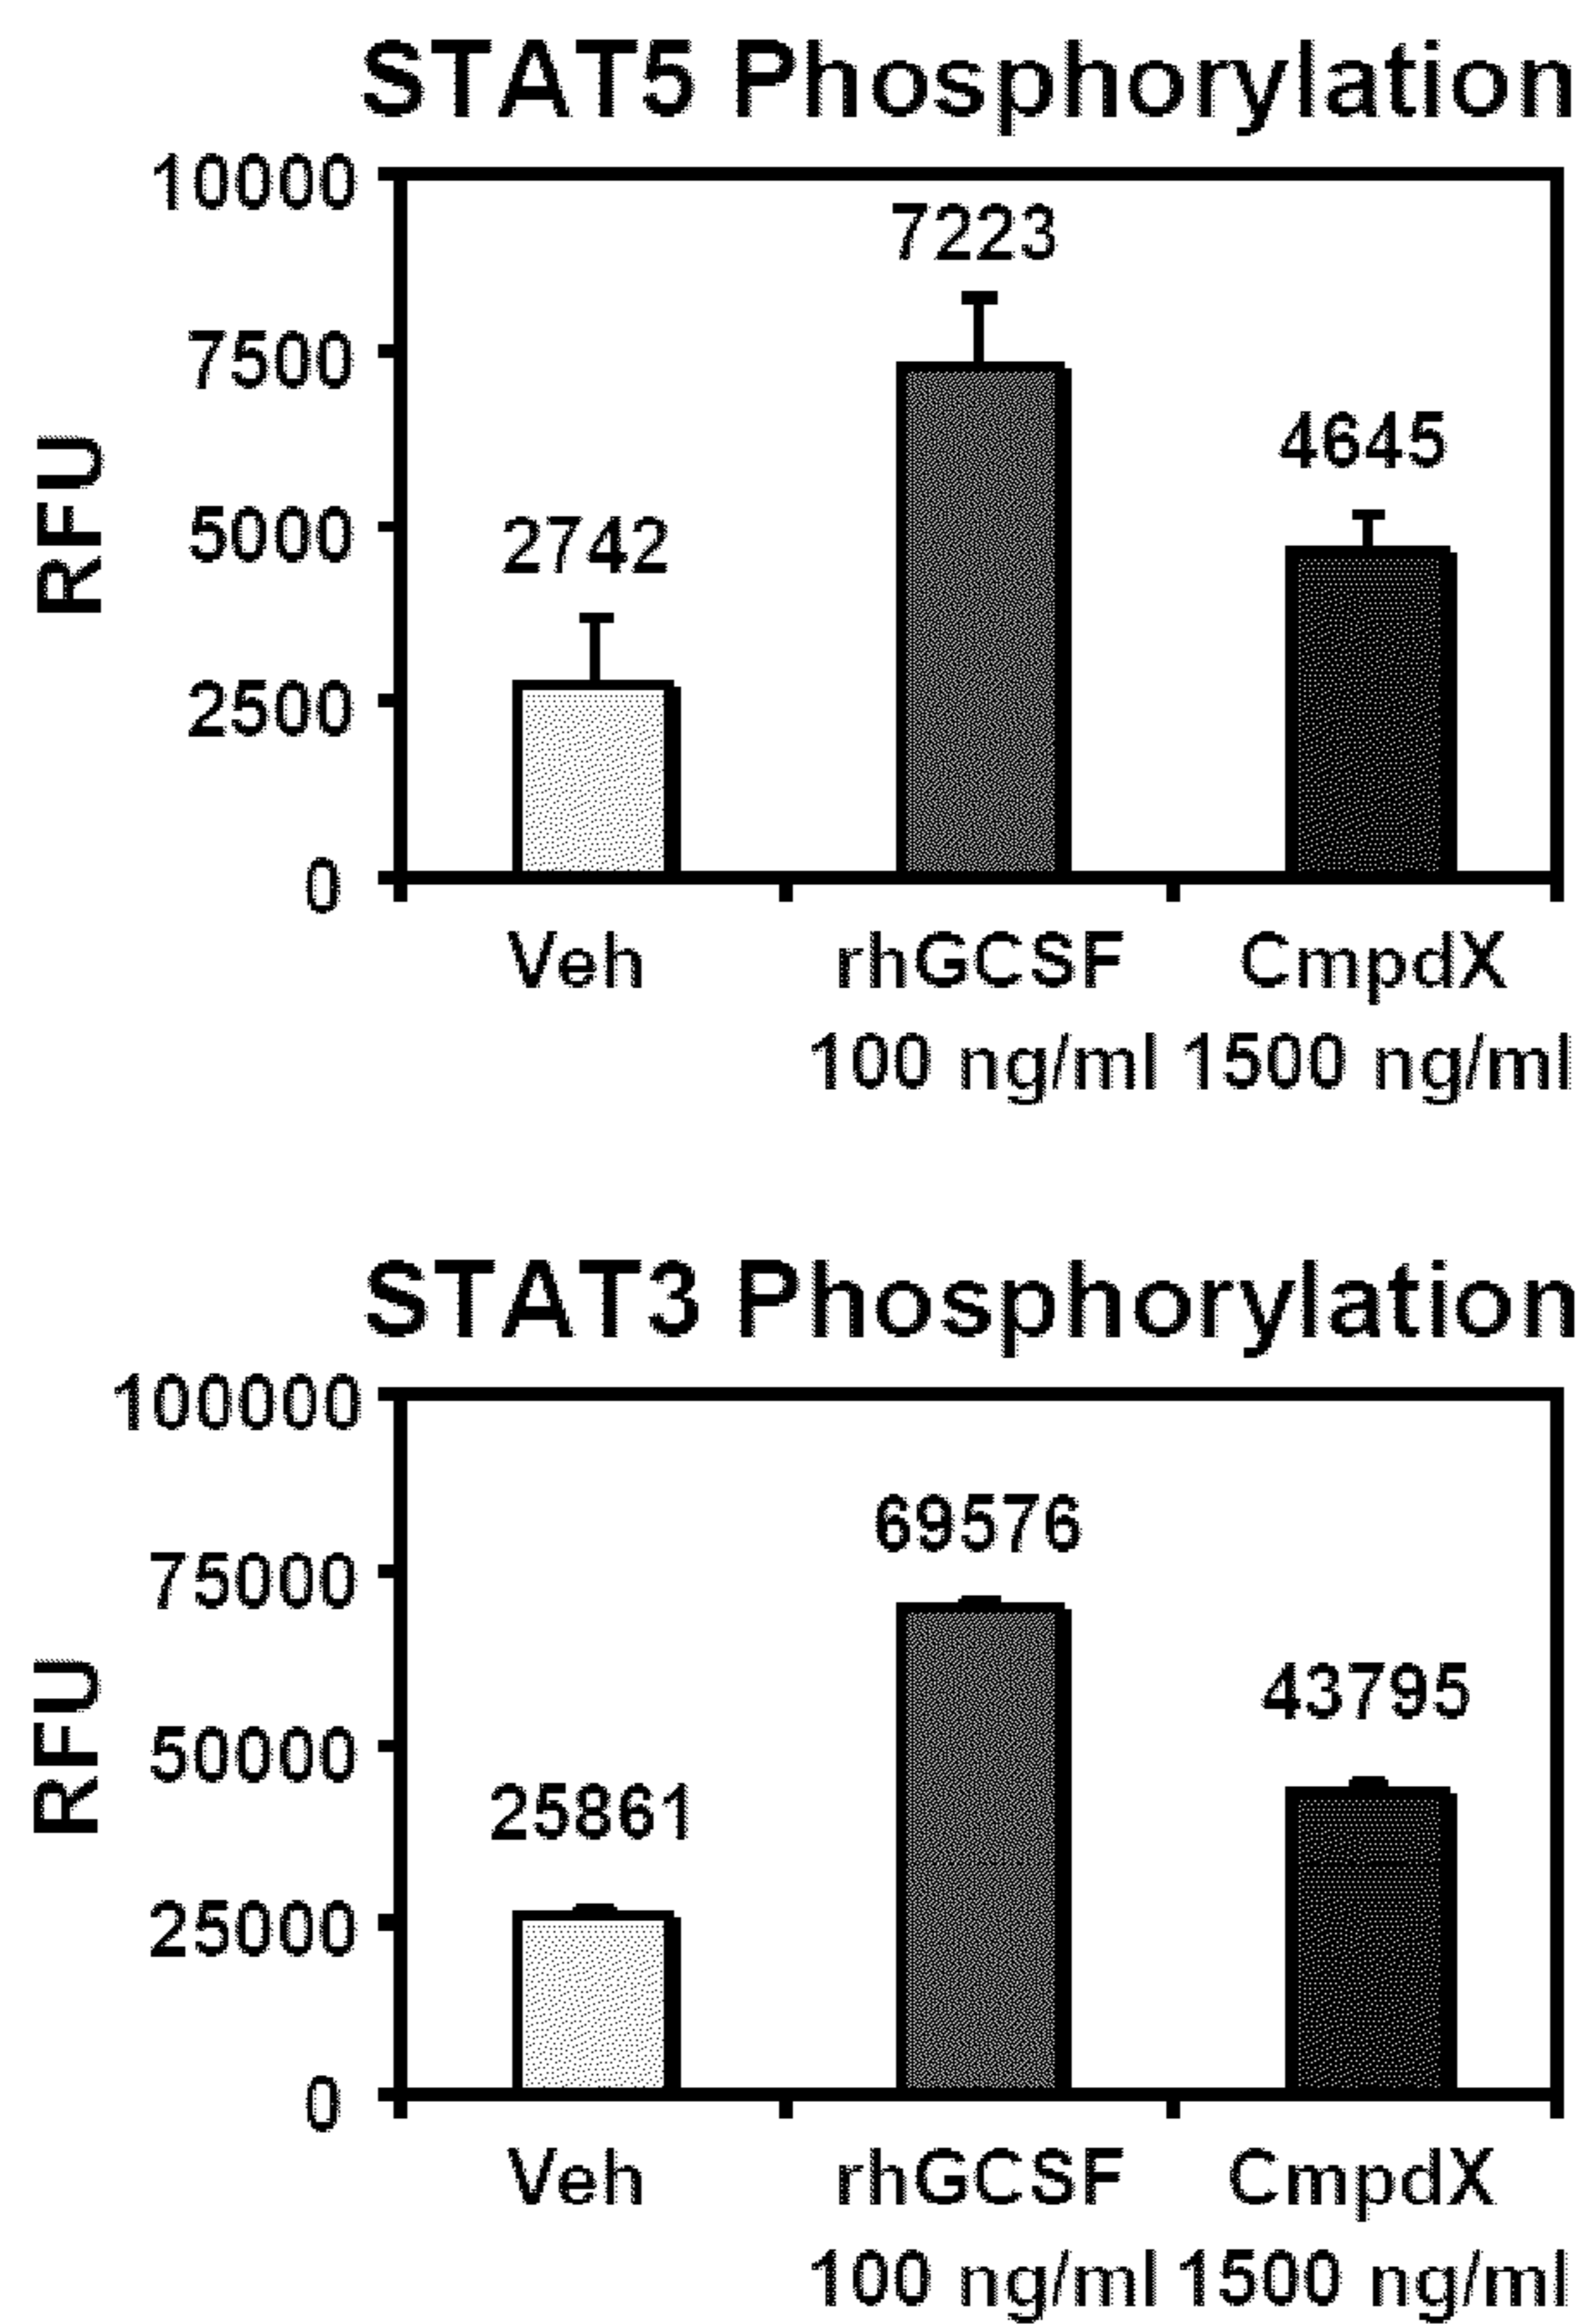 STAT5 Phosphorylation
10000
7223
7500
4645
RFU
5000
2742
2500
0
Veh rhGCSF CmpdX
100 ng/ml 1500 ng/ml
STAT3 Phosphorylation
100000
69576
75000
43795
RFU
50000
25861
25000
0
Veh rhGCSF CmpdX
100 ng/ml 1500 ng/ml